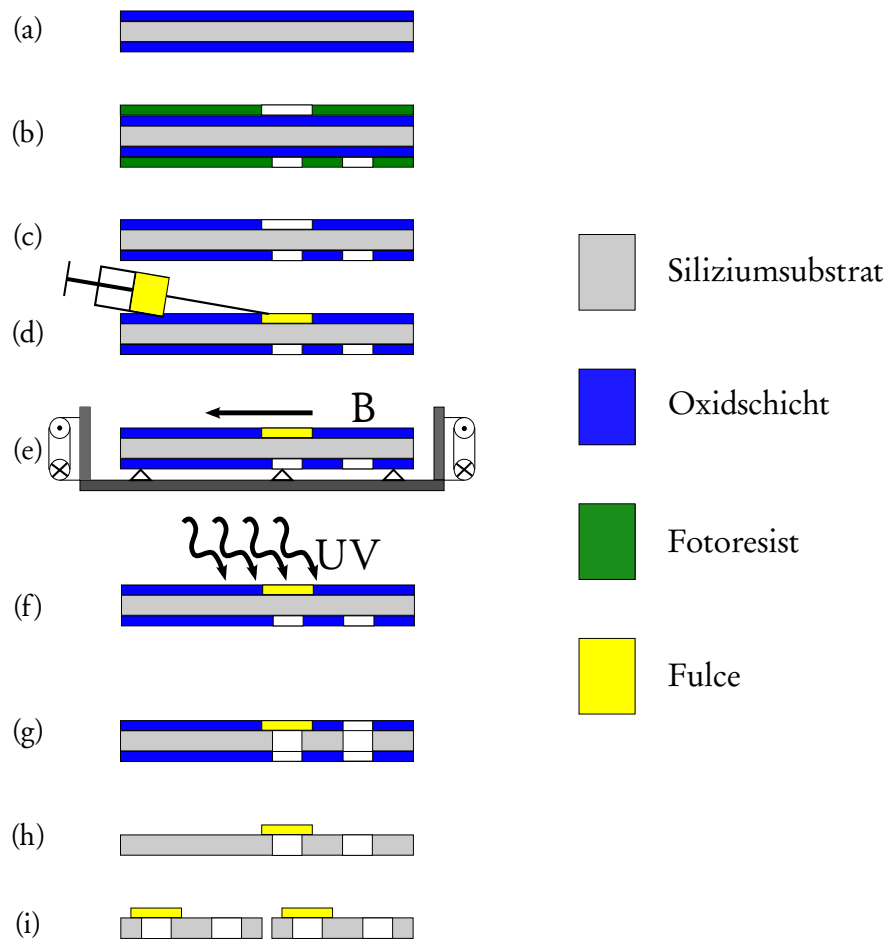 (a)
(b)
(c)
(d)
B
(e)
UV
(f)
(g)
(h)
(i)
Siliziumsubstrat
Oxidschicht
Fotoresist
Fulce